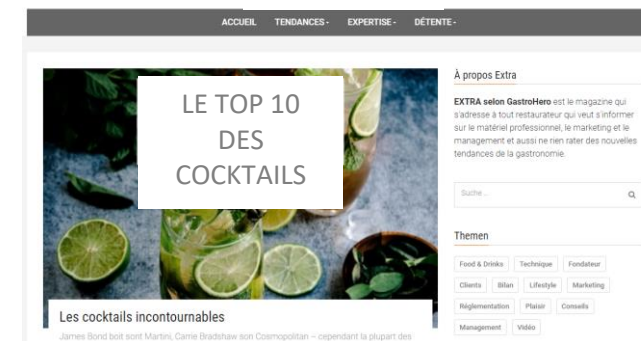 ACCUEIL TENDANCES- EXPERTISE- DÉTENTE-
LE TOP 10
DES
COCKTAILS
Les cocktails incontournables
James Bond boit sont Martini, Carrie Bradshaw son Cosmopolitan – cependant la plupart des
À propos Extra
EXTRA selon GastroHero est le magazine qui
s'adresse à tout restaurateur qui veut s'informer
sur le matériel professionnel, le marketing et le
management et aussi ne rien rater des nouvelles
tendances de la gastronomie.
Suche ...
Themen
Food & Drinks Technique Fondateur
Clients Bilan Lifestyle Marketing
Réglementation Plaisir Conseils
Management Vidéo